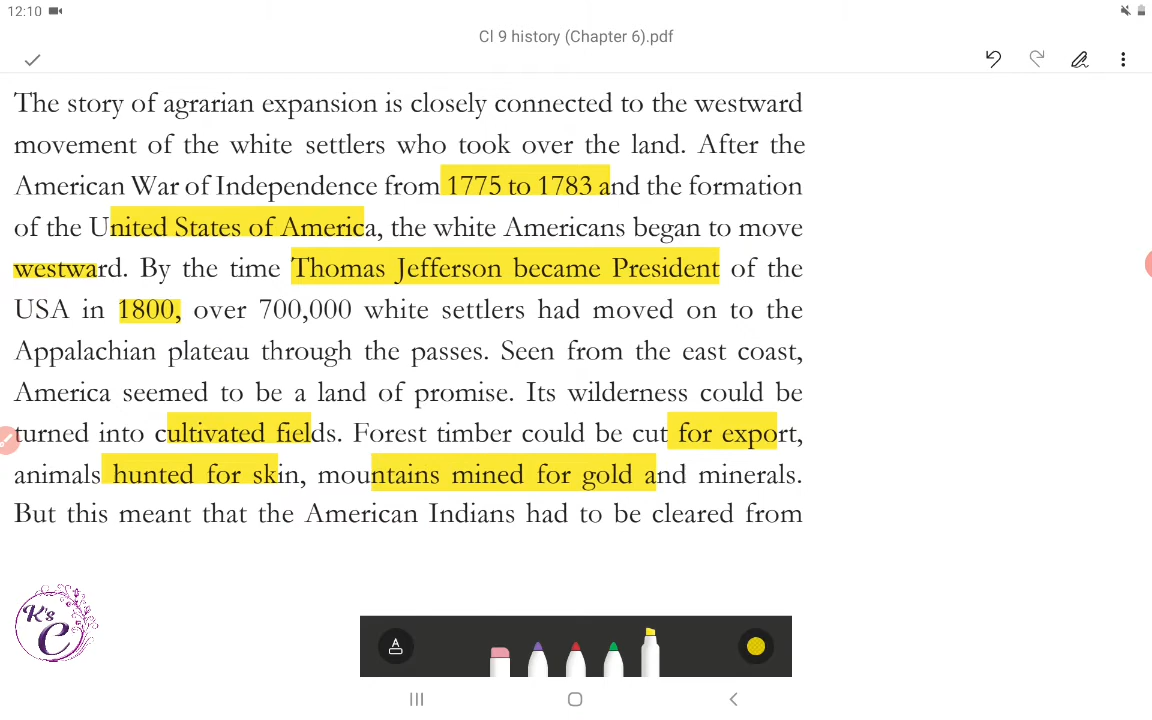 12:10
Cl 9 history (Chapter 6).pdf
The story of agrarian expansion is closely connected to the westward
movement of the white settlers who took over the land. After the
American War of Independence from 1775 to 1783 and the formation
of the United States of America, the white Americans began to move
westward. By the time Thomas Jefferson became President of the
USA in 1800, over 700,000 white settlers had moved on to the
Appalachian plateau through the passes. Seen from the east coast,
America seemed to be a land of promise. Its wilderness could be
turned into cultivated fields. Forest timber could be cut for export,
animals hunted for skin, mountains mined for gold and minerals.
But this meant that the American Indians had to be cleared from
K's
C
A